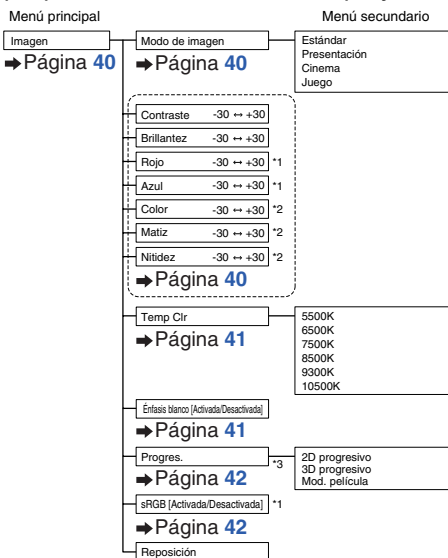 Menú principal
Menú secundario
Imagen
➡Página 40
Modo de imagen
➡Página 40
Estándar
Presentación
Cinema
Juego
Contraste -30 ↔ +30
Brillantez -30 ↔ +30
Rojo -30 ↔ +30 *1
Azul -30 ↔ +30 *1
Color -30 ↔ +30 *2
Matiz -30 ↔ +30 *2
Nitidez -30 ↔ +30 *2
➡Página 40
Temp Clr
➡Página 41
5500K
6500K
7500K
8500K
9300K
10500K
Énfasis blanco [Activada/Desactivada]
➡Página 41
Progres. *3
➡Página 42
2D progresivo
3D progresivo
Mod. película
sRGB [Activada/Desactivada] *1
➡Página 42
Reposición